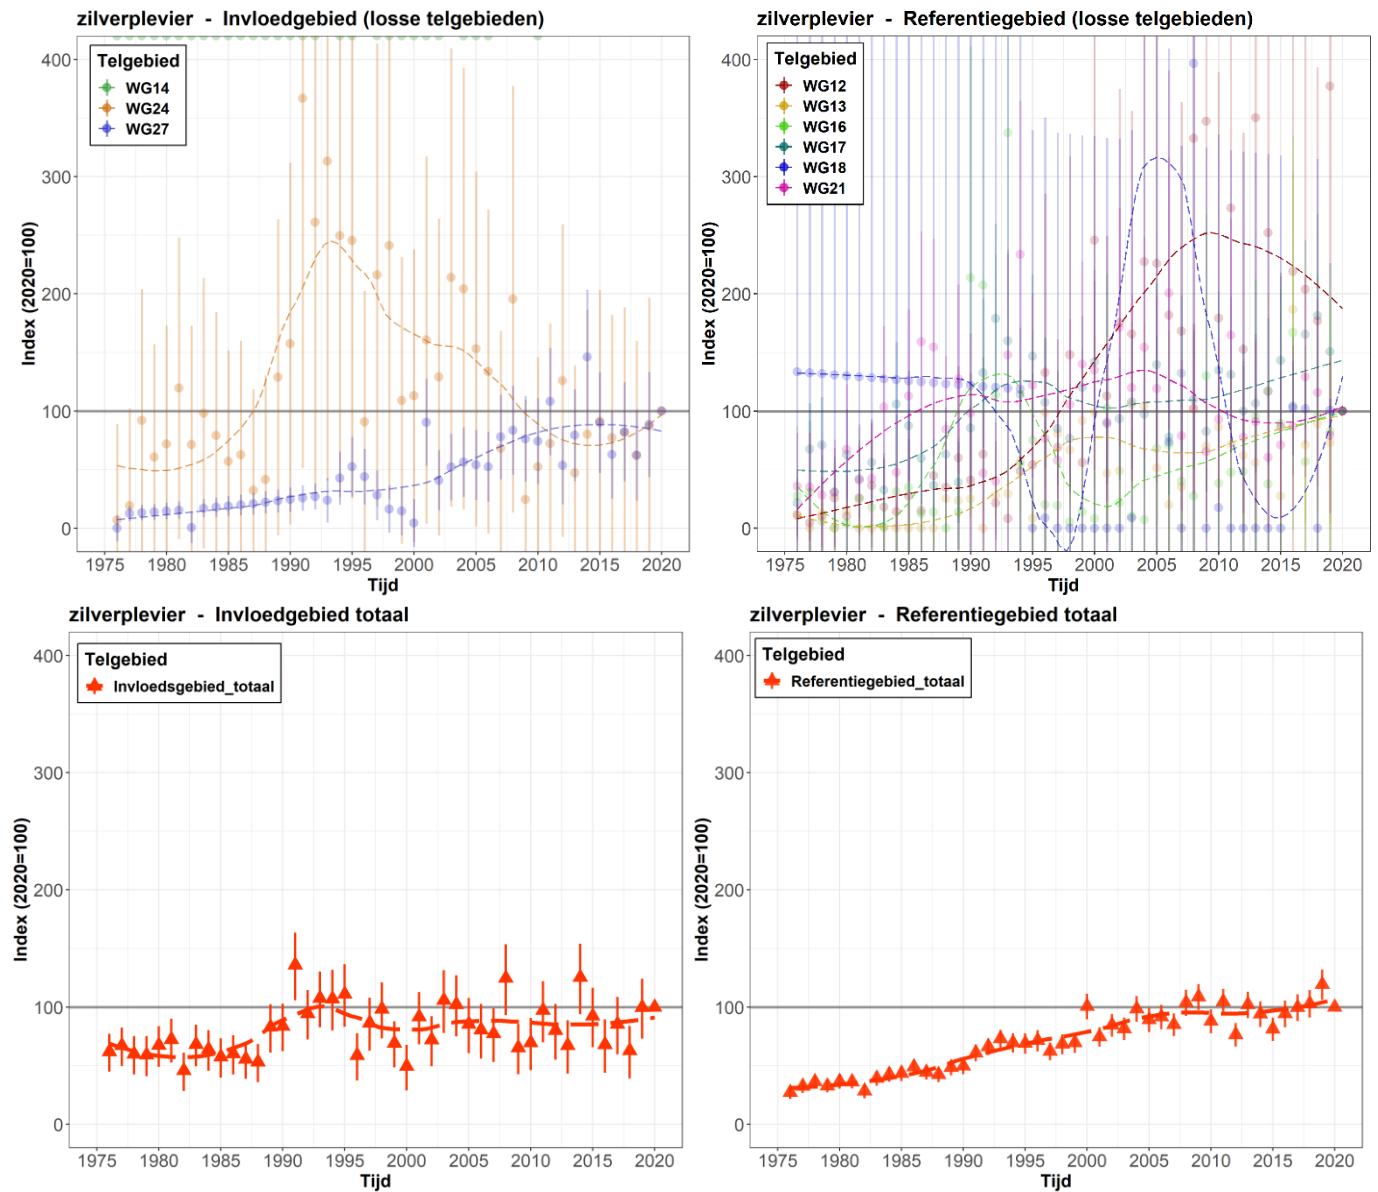 zilverplevier - Invloedgebied (losse telgebieden)
Index (2020=100)
400
300
200
100
0
Telgebied
WG14
WG24
WG27
1975 1980 1985 1990 1995 2000 2005 2010 2015 2020
Tijd
zilverplevier - Referentiegebied (losse telgebieden)
Index (2020=100)
400
300
200
100
0
Telgebied
WG12
WG13
WG16
WG17
WG18
WG21
1975 1980 1985 1990 1995 2000 2005 2010 2015 2020
Tijd
zilverplevier - Invloedgebied totaal
Index (2020=100)
400
300
200
100
0
Telgebied
Invloedsgebied_totaal
1975 1980 1985 1990 1995 2000 2005 2010 2015 2020
Tijd
zilverplevier - Referentiegebied totaal
Index (2020=100)
400
300
200
100
0
Telgebied
Referentiegebied_totaal
1975 1980 1985 1990 1995 2000 2005 2010 2015 2020
Tijd